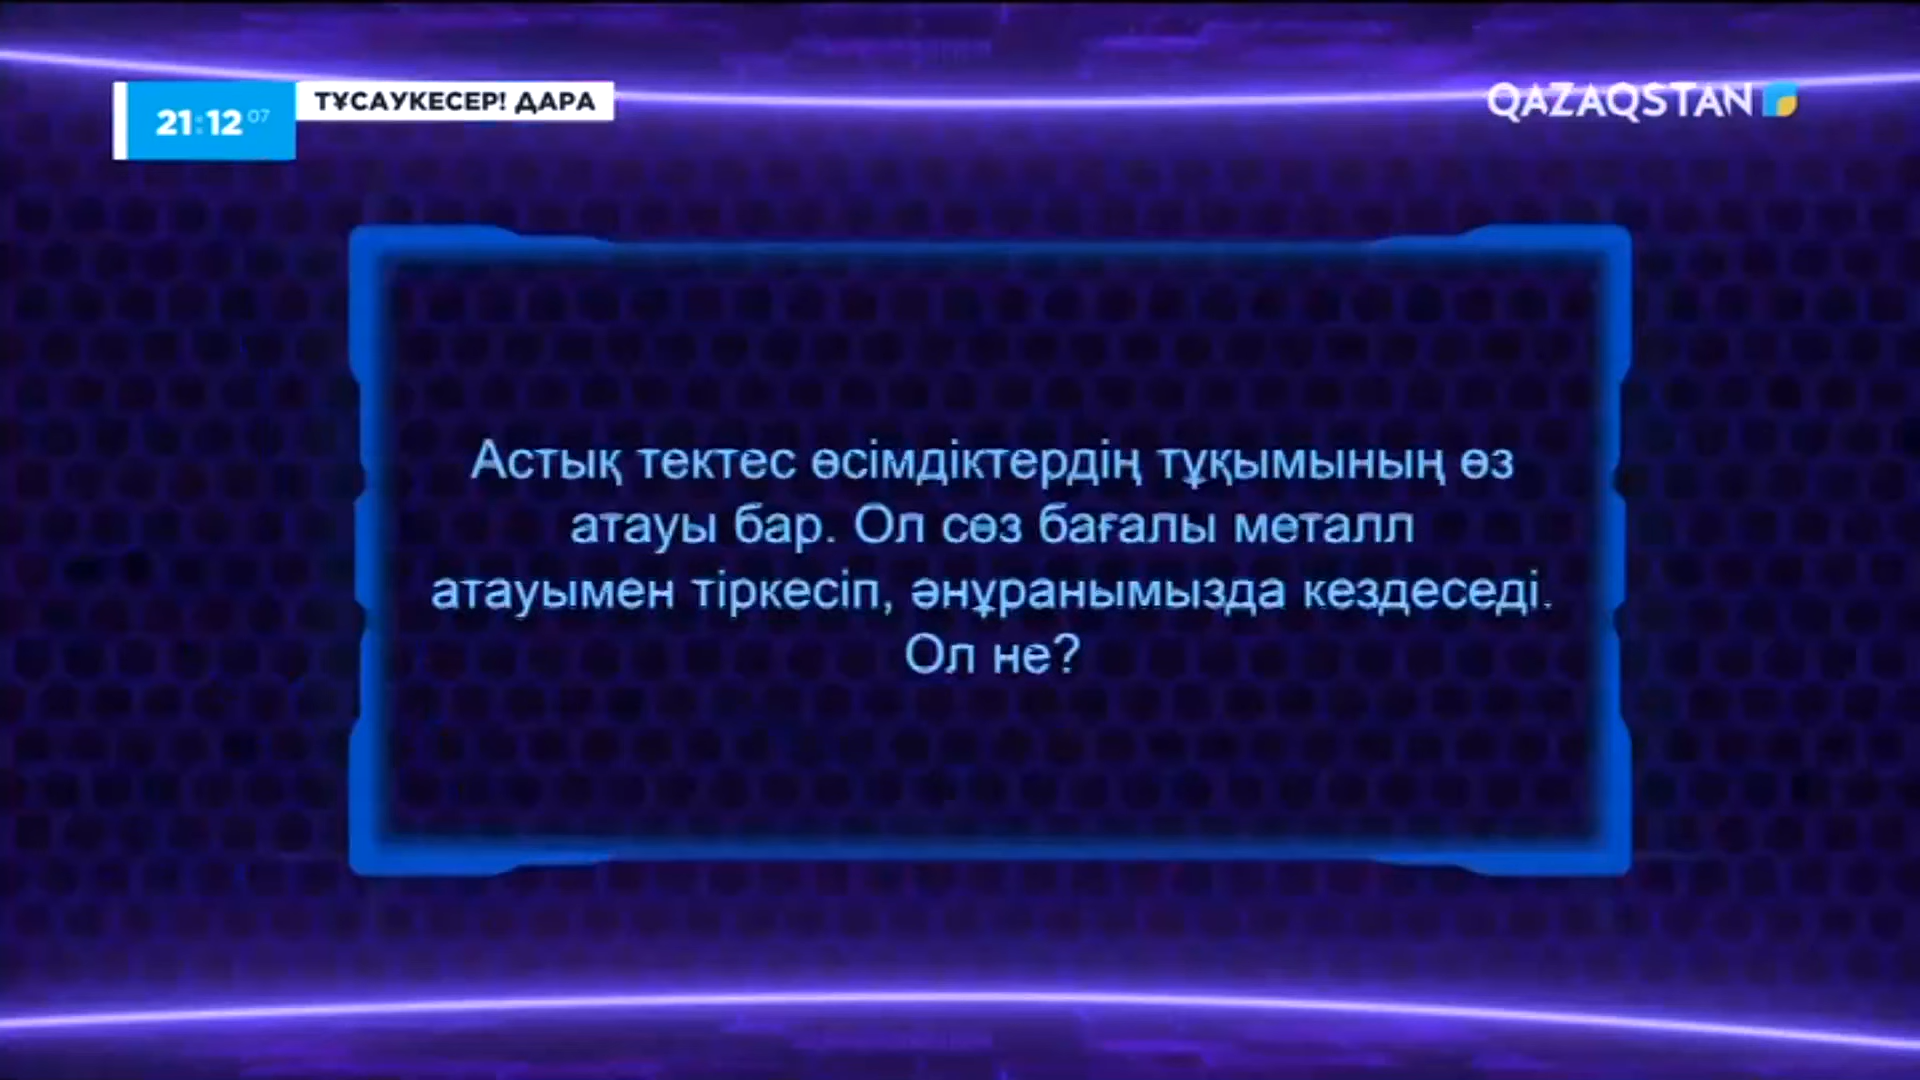 21:12 07
ТҰСАУКЕСЕР! ДАРА
QAZAQSTAN
Астық тектес өсімдіктердің тұқымының өз
атауы бар. Ол сөз бағалы металл
атауымен тіркесіп, әнұранымызда кездеседі.
Ол не?